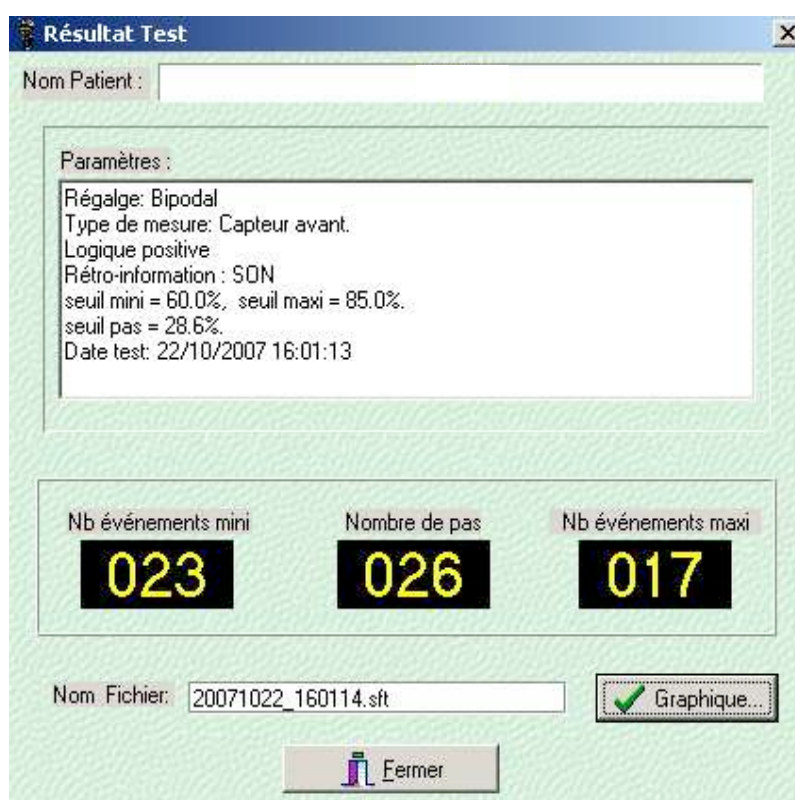 Résultat Test
Nom Patient :
Paramètres :
Régalge: Bipodal
Type de mesure: Capteur avant.
Logique positive
Rétro-information : SON
seuil mini = 60.0%, seuil maxi = 85.0%.
seuil pas = 28.6%.
Date test: 22/10/2007 16:01:13
Nb événements mini Nombre de pas Nb événements maxi
023 026 017
Nom Fichier: 20071022_160114.sft Graphique...
Fermer